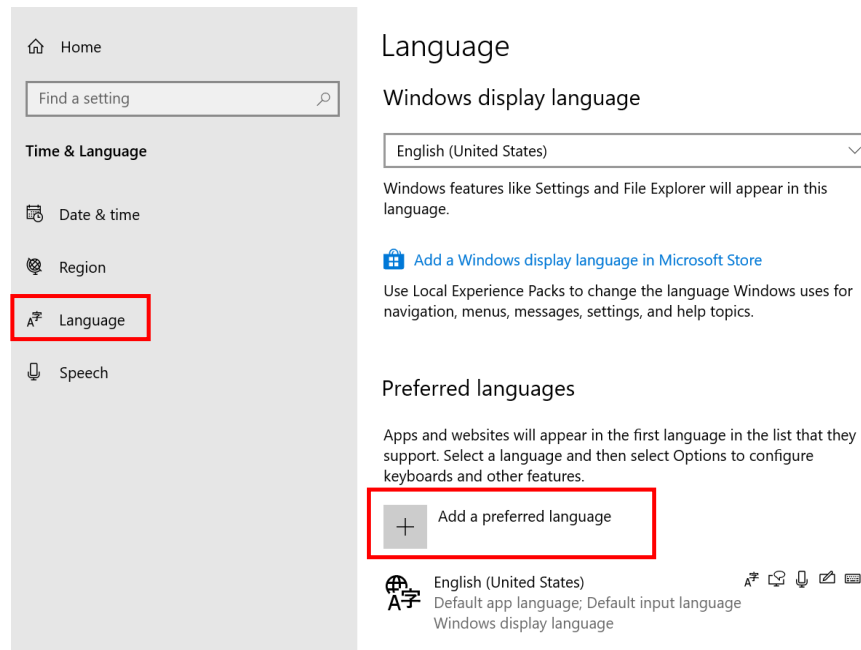 Home
Find a setting
Time & Language
Date & time
Region
Language
Speech
Language
Windows display language
English (United States)
Windows features like Settings and File Explorer will appear in this
language.
Add a Windows display language in Microsoft Store
Use Local Experience Packs to change the language Windows uses for
navigation, menus, messages, settings, and help topics.
Preferred languages
Apps and websites will appear in the first language in the list that they
support. Select a language and then select Options to configure
keyboards and other features.
Add a preferred language
English (United States)
Default app language; Default input language
Windows display language